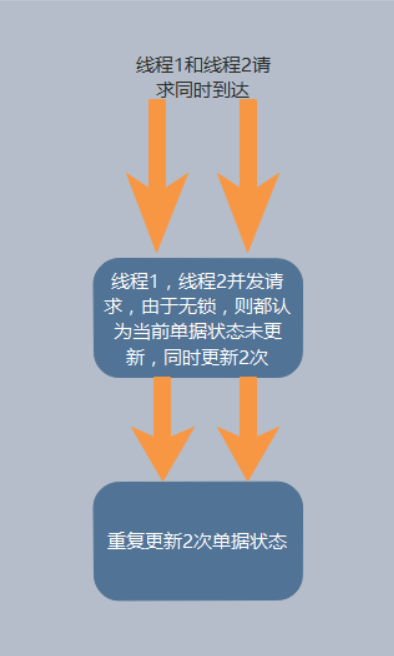 线程1和线程2请
求同时到达
线程1，线程2并发请
求，由于无锁，则都认
为当前单据状态未更
新，同时更新2次
重复更新2次单据状态